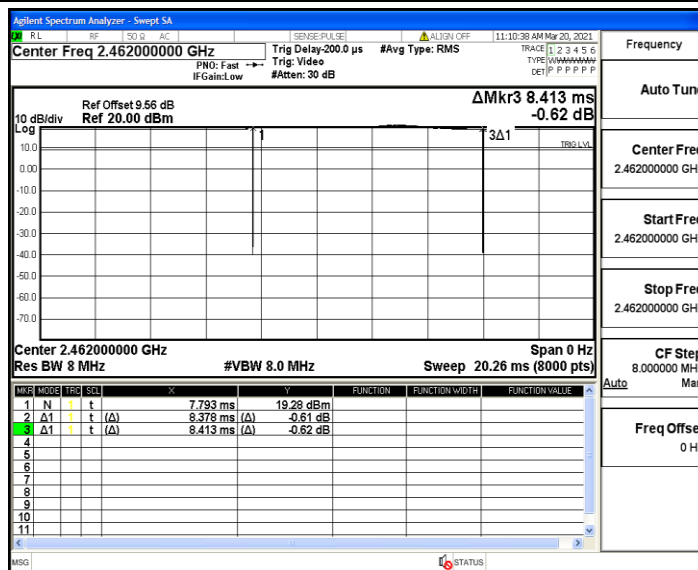 Agilent Spectrum Analyzer - Swept SA
RL RF 50 Ω AC SENSE:PULSE ALIGN OFF 11:10:38 AM Mar 20, 2021
Center Freq 2.462000000 GHz
PNO: Fast
IFGain:Low
Trig Delay-200.0 µs
Trig: Video
#Atten: 30 dB
#Avg Type: RMS
TRACE 1 2 3 4 5 6
TYPE WWWWWW
DET P P P P P P
Ref Offset 9.56 dB
10 dB/div Ref 20.00 dBm
ΔMkr3 8.413 ms
-0.62 dB
Log
1
3Δ1
TRIG LVL
10.0
0.00
-10.0
-20.0
-30.0
-40.0
-50.0
-60.0
-70.0
Center 2.462000000 GHz Span 0 Hz
Res BW 8 MHz #VBW 8.0 MHz Sweep 20.26 ms (8000 pts)
MKR MODE TRC SCL X Y FUNCTION FUNCTION WIDTH FUNCTION VALUE
1 N 1 t 7.793 ms 19.28 dBm
2 Δ1 1 t (Δ) 8.378 ms (Δ) -0.61 dB
3 Δ1 1 t (Δ) 8.413 ms (Δ) -0.62 dB
4
5
6
7
8
9
10
11
MSG STATUS
Frequency
Auto Tun
Center Fre
2.462000000 GH
Start Fre
2.462000000 GH
Stop Fre
2.462000000 GH
CF Step
8.000000 MH
Auto Ma
Freq Offse
0 H